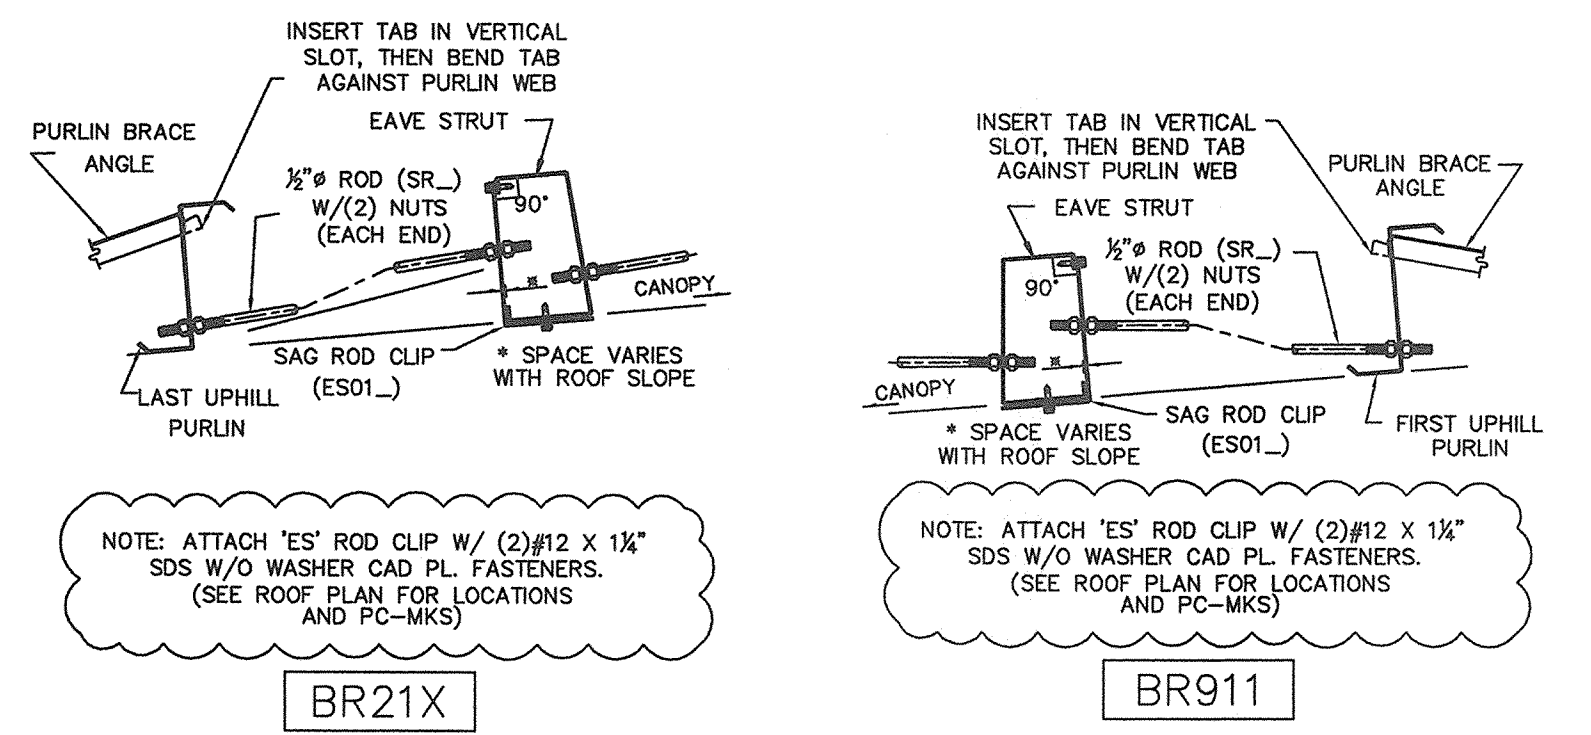 INSERT TAB IN VERTICAL
SLOT, THEN BEND TAB
AGAINST PURLIN WEB
EAVE STRUT
PURLIN BRACE
ANGLE
½"ø ROD (SR_)
W/(2) NUTS
(EACH END)
90°
*
CANOPY
SAG ROD CLIP
(ES01_)
* SPACE VARIES
WITH ROOF SLOPE
LAST UPHILL
PURLIN
NOTE: ATTACH 'ES' ROD CLIP W/ (2)#12 X 1¼"
SDS W/O WASHER CAD PL. FASTENERS.
(SEE ROOF PLAN FOR LOCATIONS
AND PC-MKS)
BR21X
INSERT TAB IN VERTICAL
SLOT, THEN BEND TAB
AGAINST PURLIN WEB
PURLIN BRACE
ANGLE
EAVE STRUT
½"ø ROD (SR_)
W/(2) NUTS
(EACH END)
90°
*
CANOPY
SAG ROD CLIP
(ES01_)
* SPACE VARIES
WITH ROOF SLOPE
FIRST UPHILL
PURLIN
NOTE: ATTACH 'ES' ROD CLIP W/ (2)#12 X 1¼"
SDS W/O WASHER CAD PL. FASTENERS.
(SEE ROOF PLAN FOR LOCATIONS
AND PC-MKS)
BR911